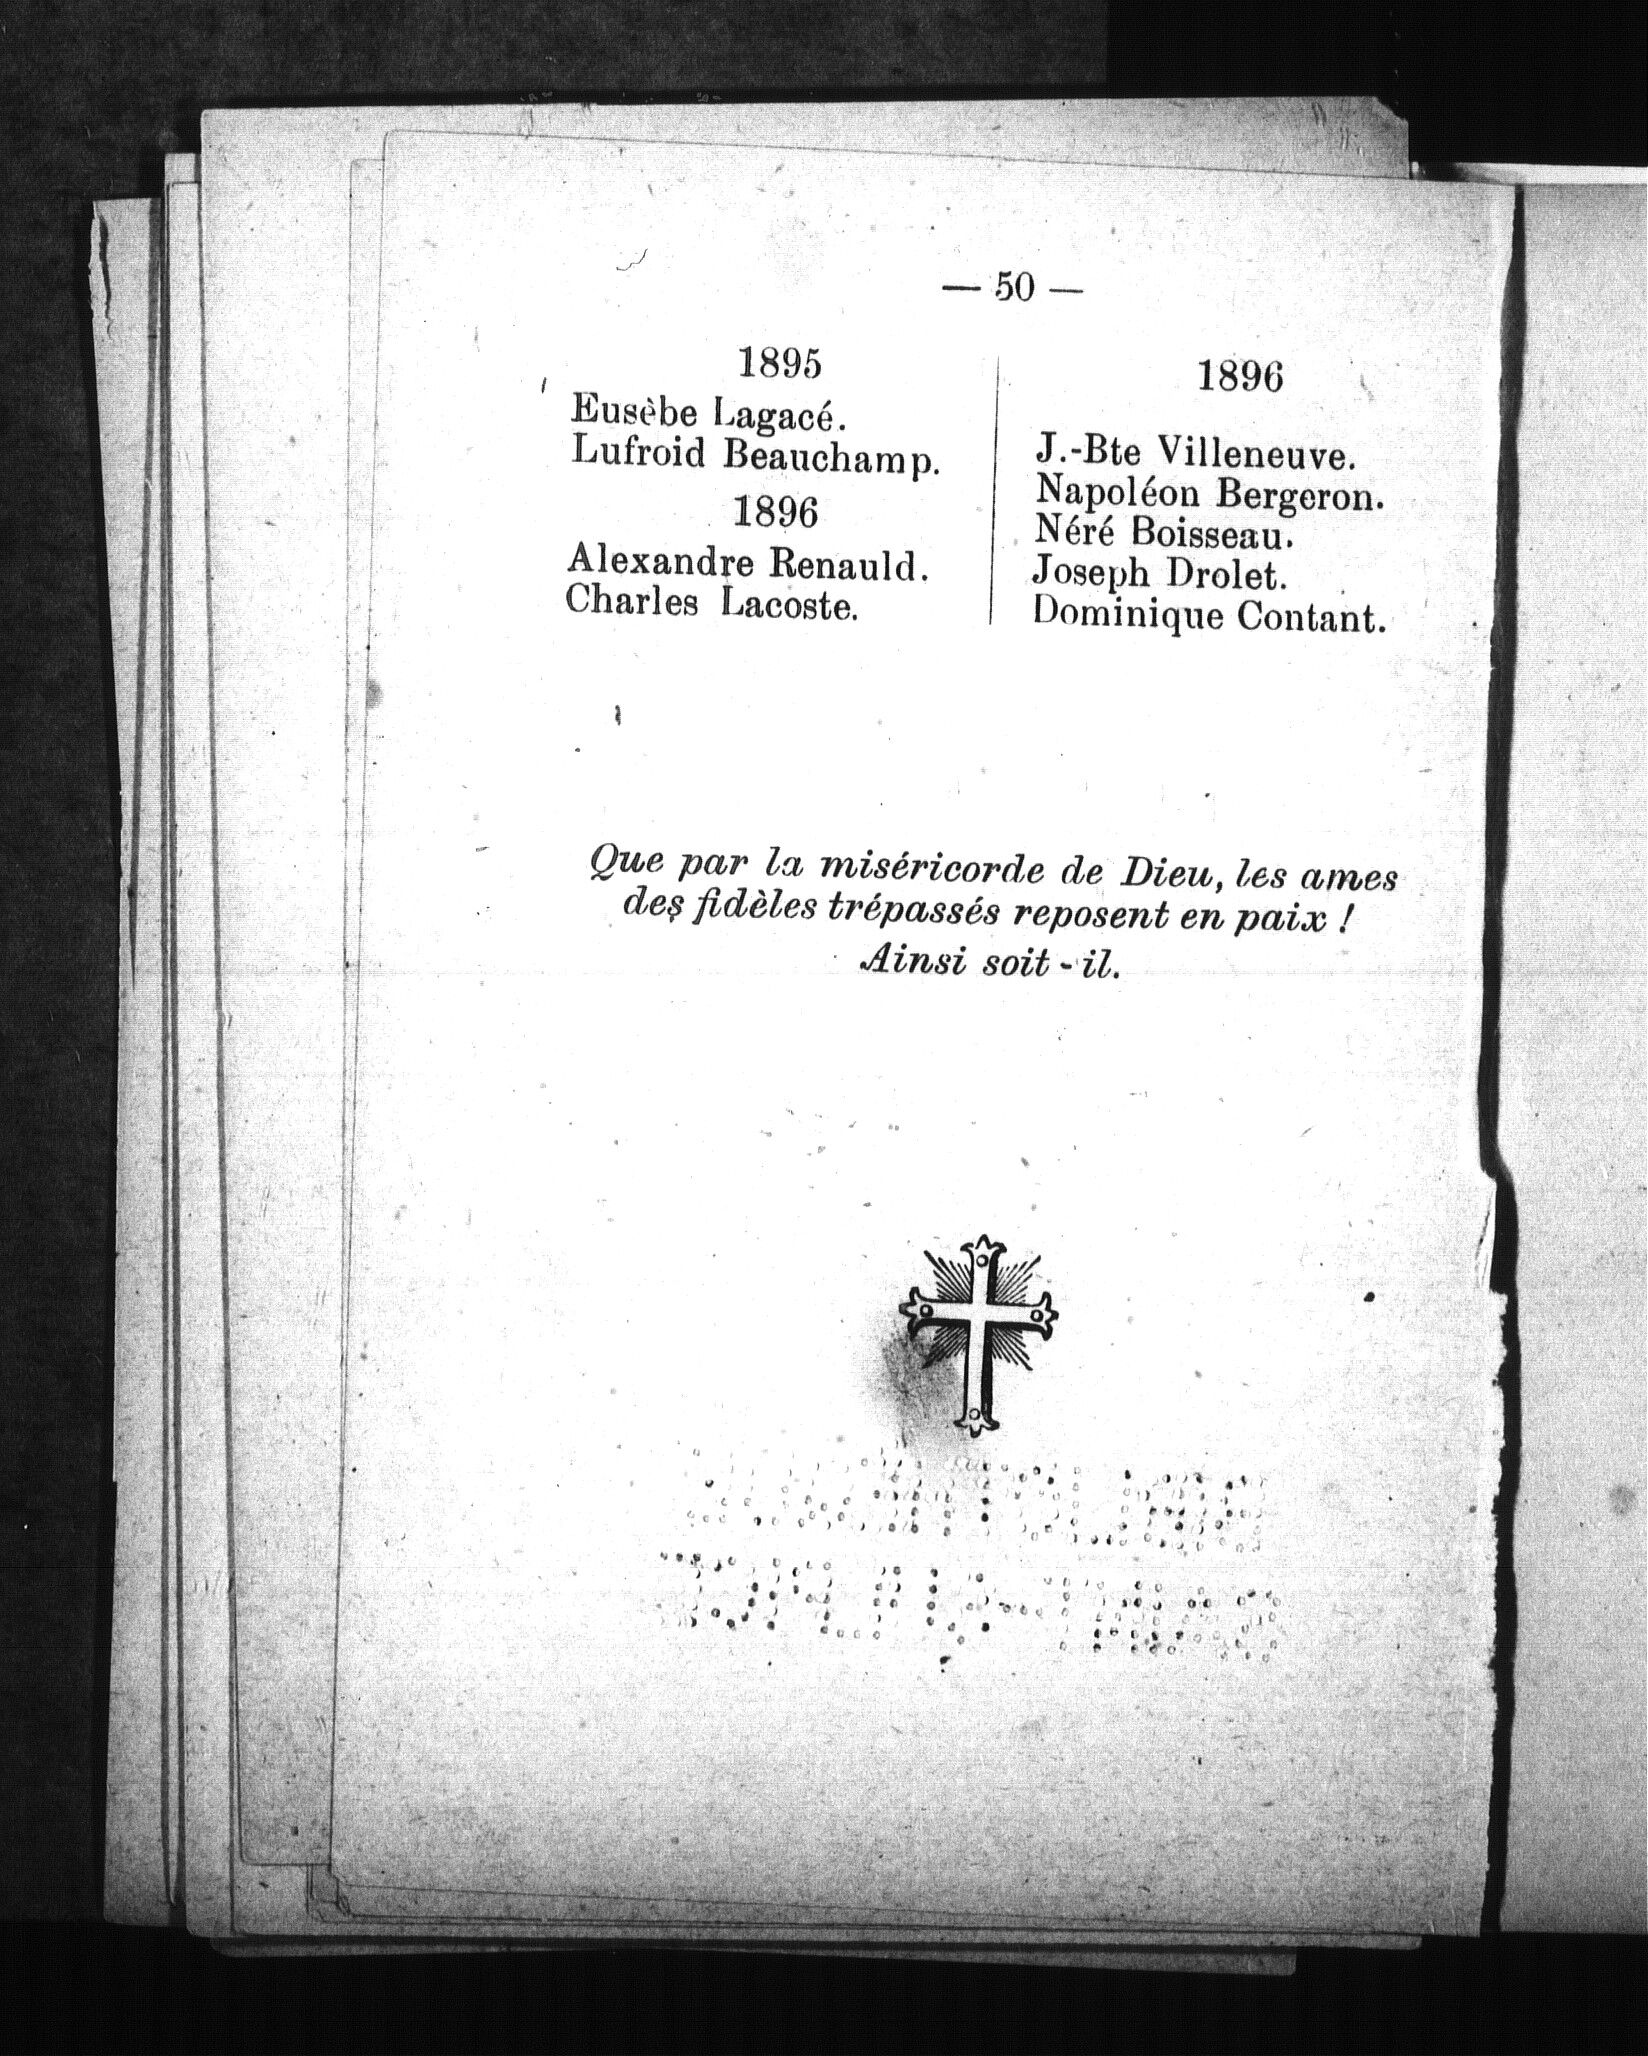 — 50 —
1895
Eusèbe Lagacé.
Lufroid Beauchamp.
1896
Alexandre Renauld.
Charles Lacoste.
1896
J.-Bte Villeneuve.
Napoléon Bergeron.
Néré Boisseau.
Joseph Drolet.
Dominique Contant.
Que par la miséricorde de Dieu, les ames
des fidèles trépassés reposent en paix !
Ainsi soit-il.